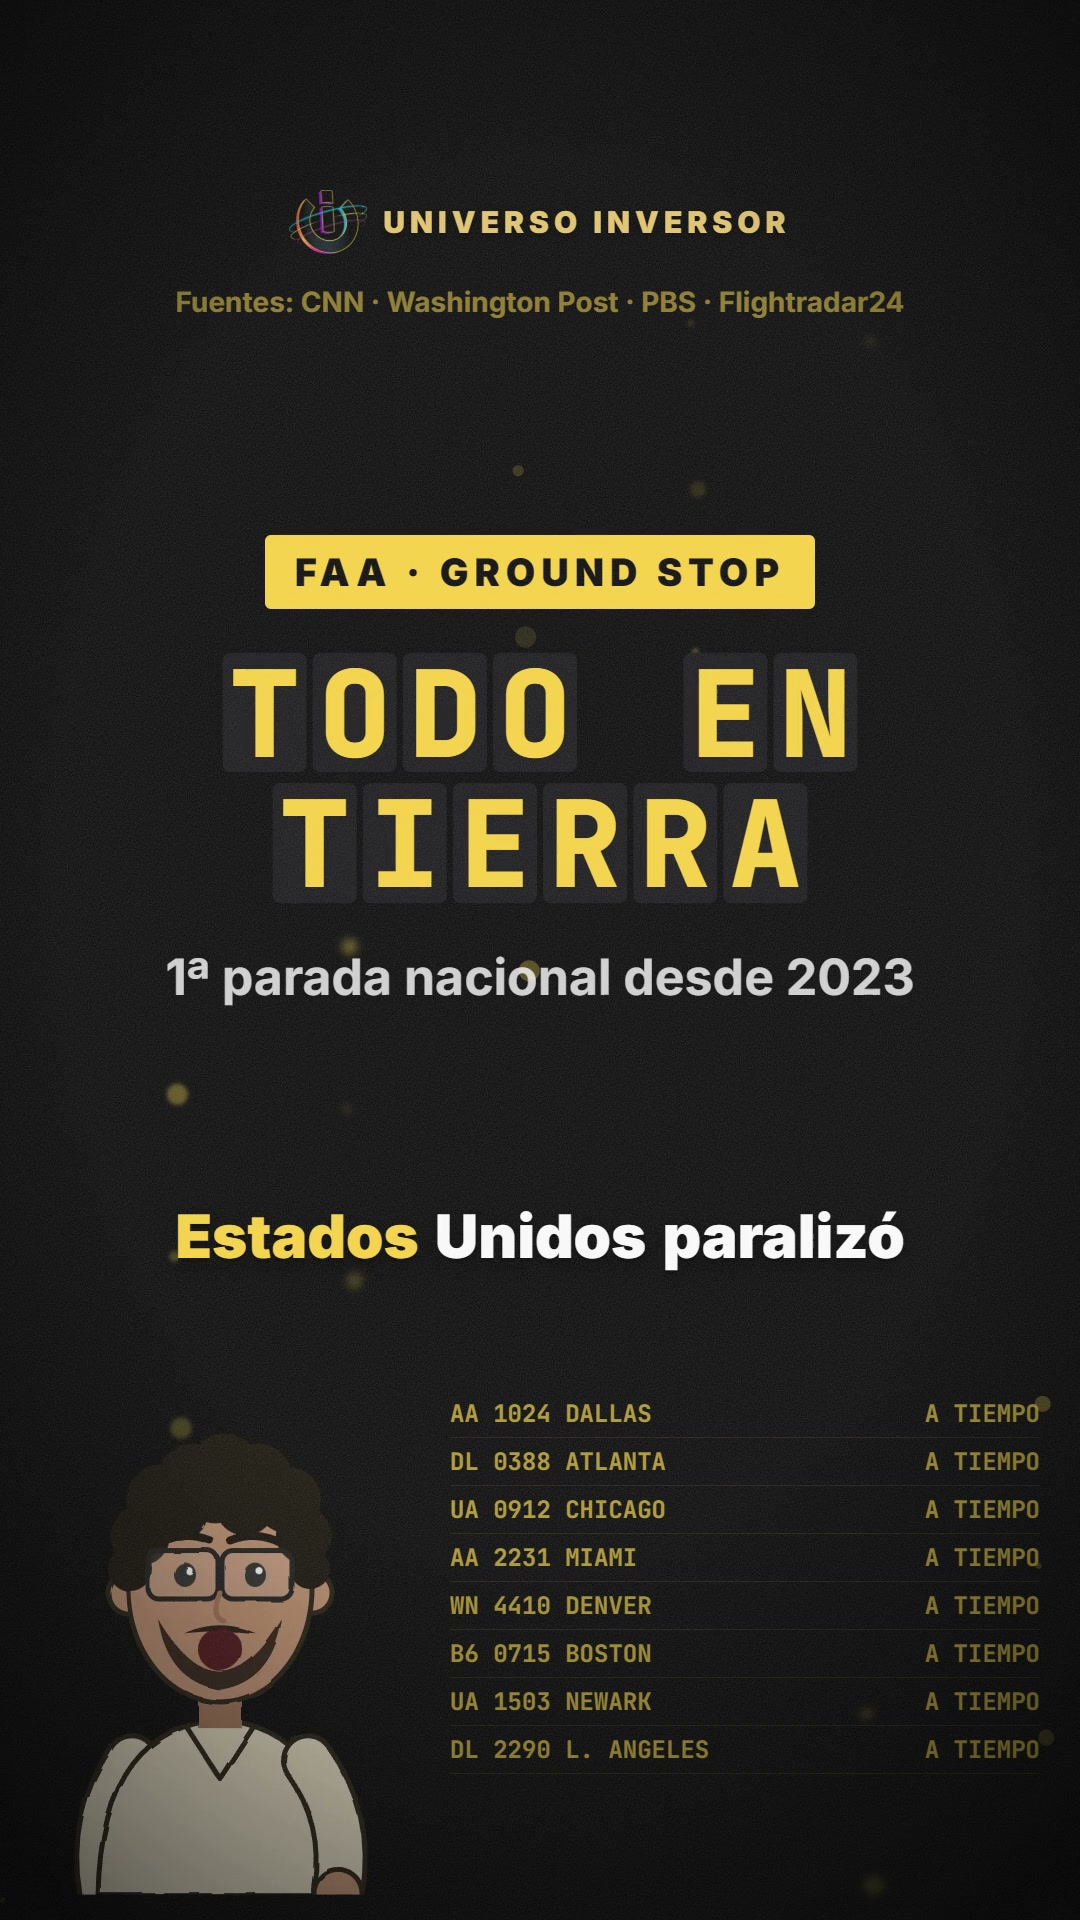 UNIVERSO INVERSOR
Fuentes: CNN · Washington Post · PBS · Flightradar24
FAA · GROUND STOP
TODO EN
TIERRA
1ª parada nacional desde 2023
Estados Unidos paralizó
AA 1024 DALLAS A TIEMPO
DL 0388 ATLANTA A TIEMPO
UA 0912 CHICAGO A TIEMPO
AA 2231 MIAMI A TIEMPO
WN 4410 DENVER A TIEMPO
B6 0715 BOSTON A TIEMPO
UA 1503 NEWARK A TIEMPO
DL 2290 L. ANGELES A TIEMPO